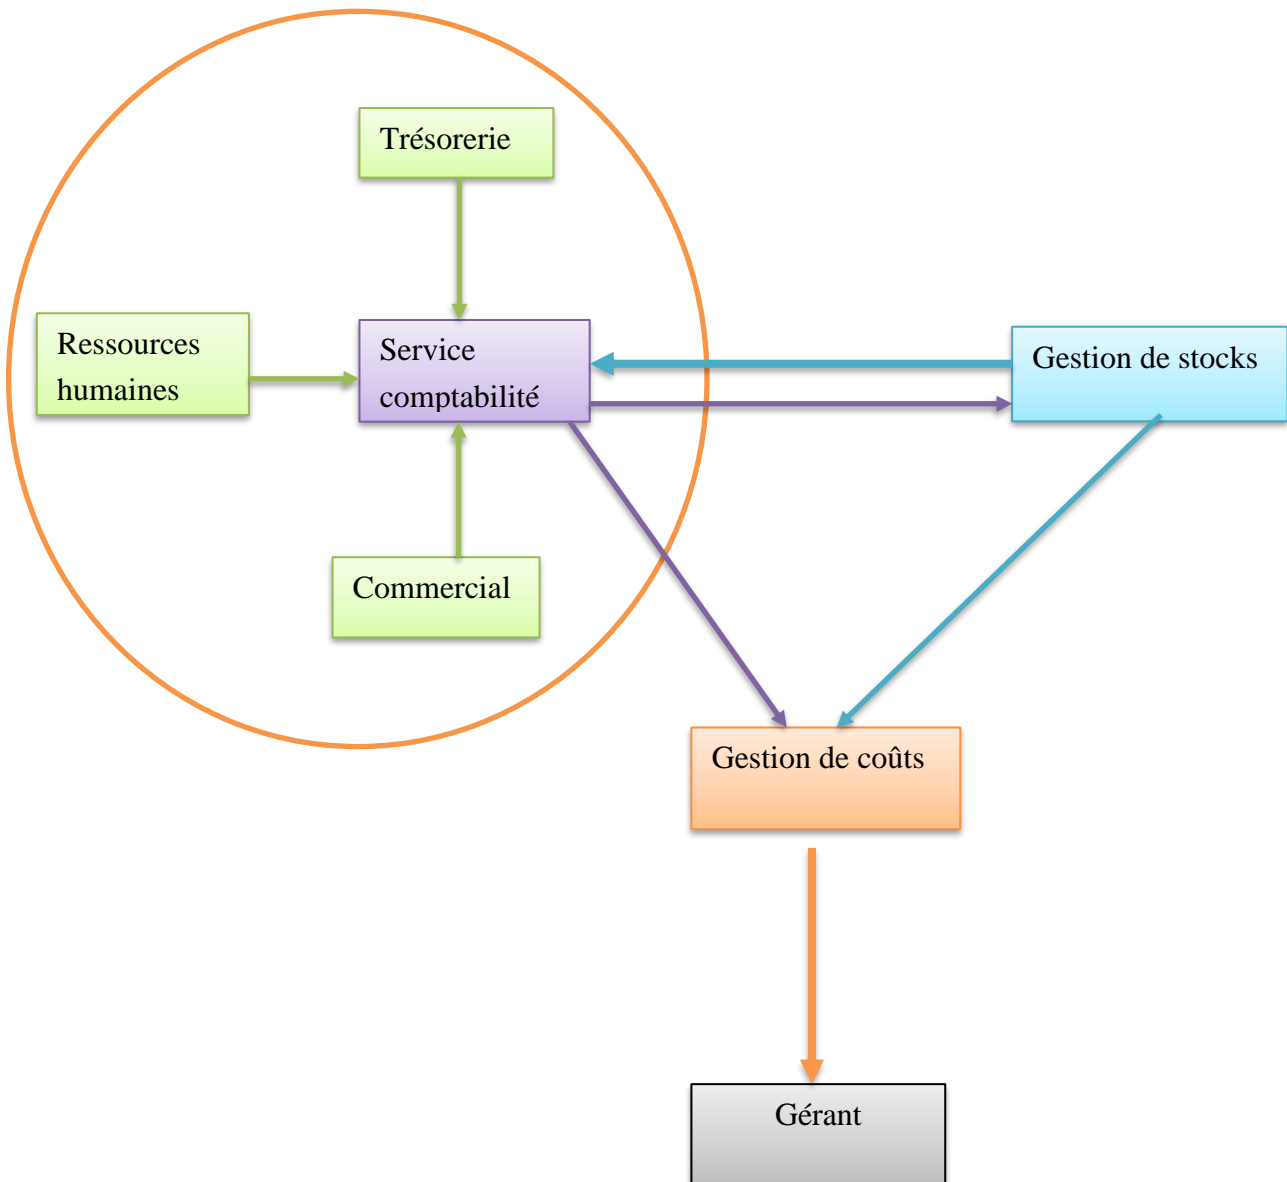 Trésorerie
Ressources
humaines
Service
comptabilité
Gestion de stocks
Commercial
Gestion de coûts
Gérant